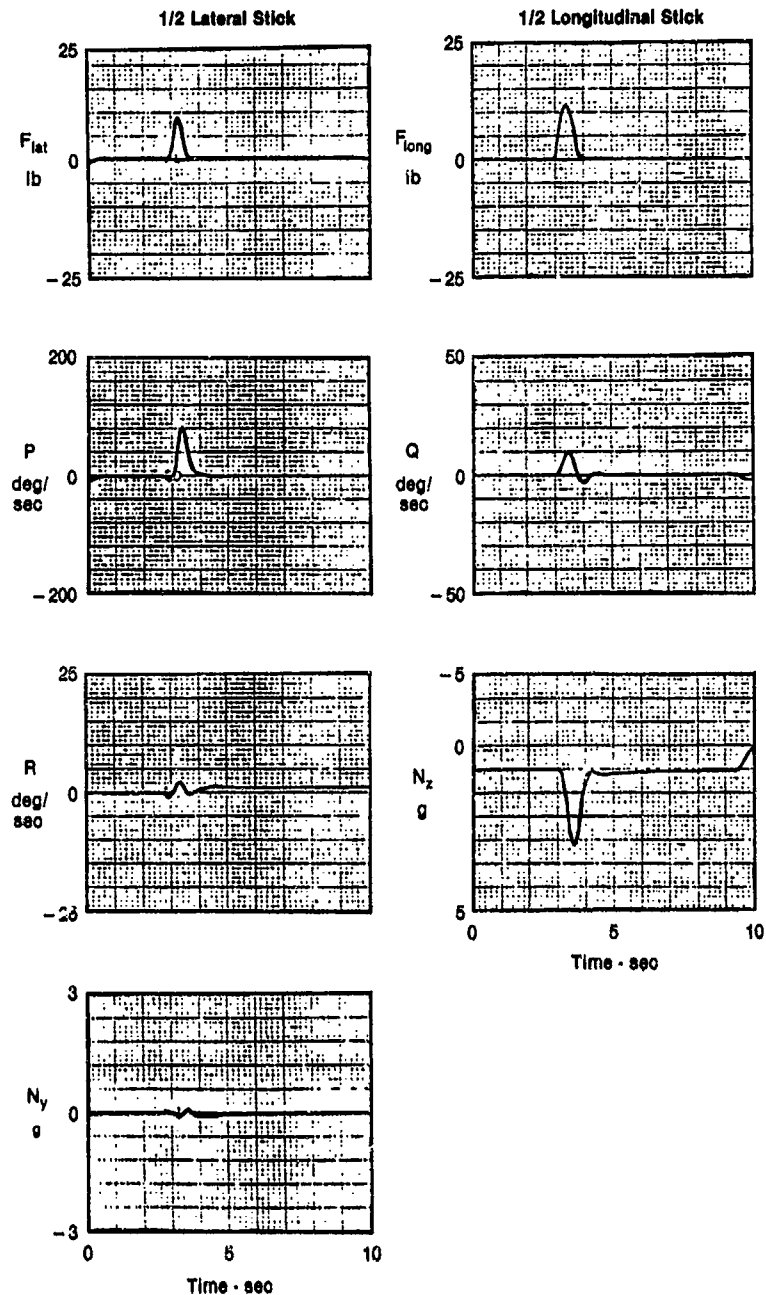 1/2 Lateral Stick
25
F_lat
lb
0
-25
200
P
deg/
sec
0
-200
25
R
deg/
sec
0
-25
3
N_y
g
0
-3
0
5
10
Time - sec
1/2 Longitudinal Stick
25
F_long
lb
0
-25
50
Q
deg/
sec
0
-50
-5
0
N_z
g
5
0
5
10
Time - sec